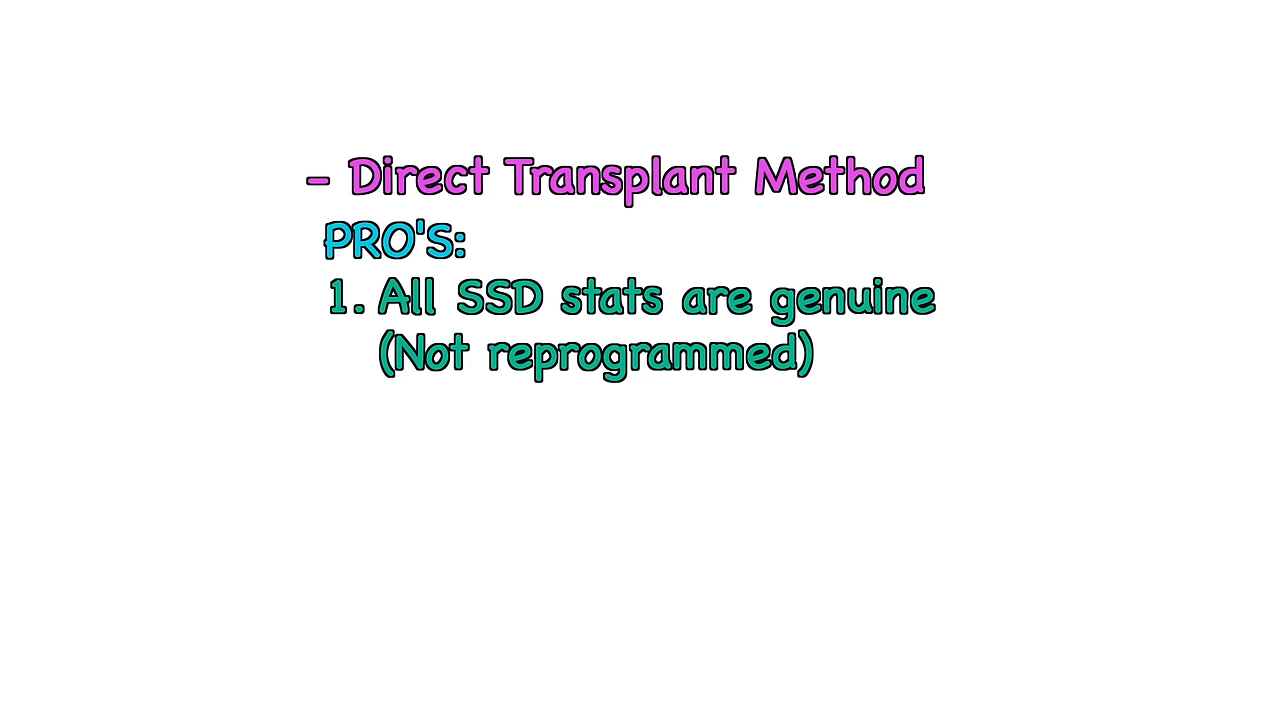 - Direct Transplant Method
PRO'S:
1. All SSD stats are genuine
(Not reprogrammed)